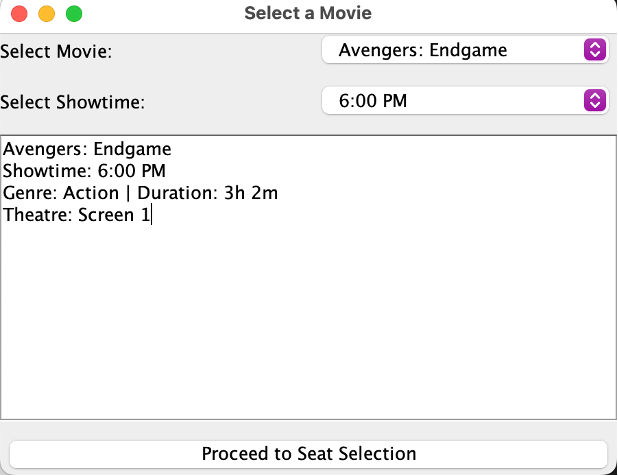 Select a Movie
Select Movie: Avengers: Endgame
Select Showtime: 6:00 PM
Avengers: Endgame
Showtime: 6:00 PM
Genre: Action | Duration: 3h 2m
Theatre: Screen 1
Proceed to Seat Selection